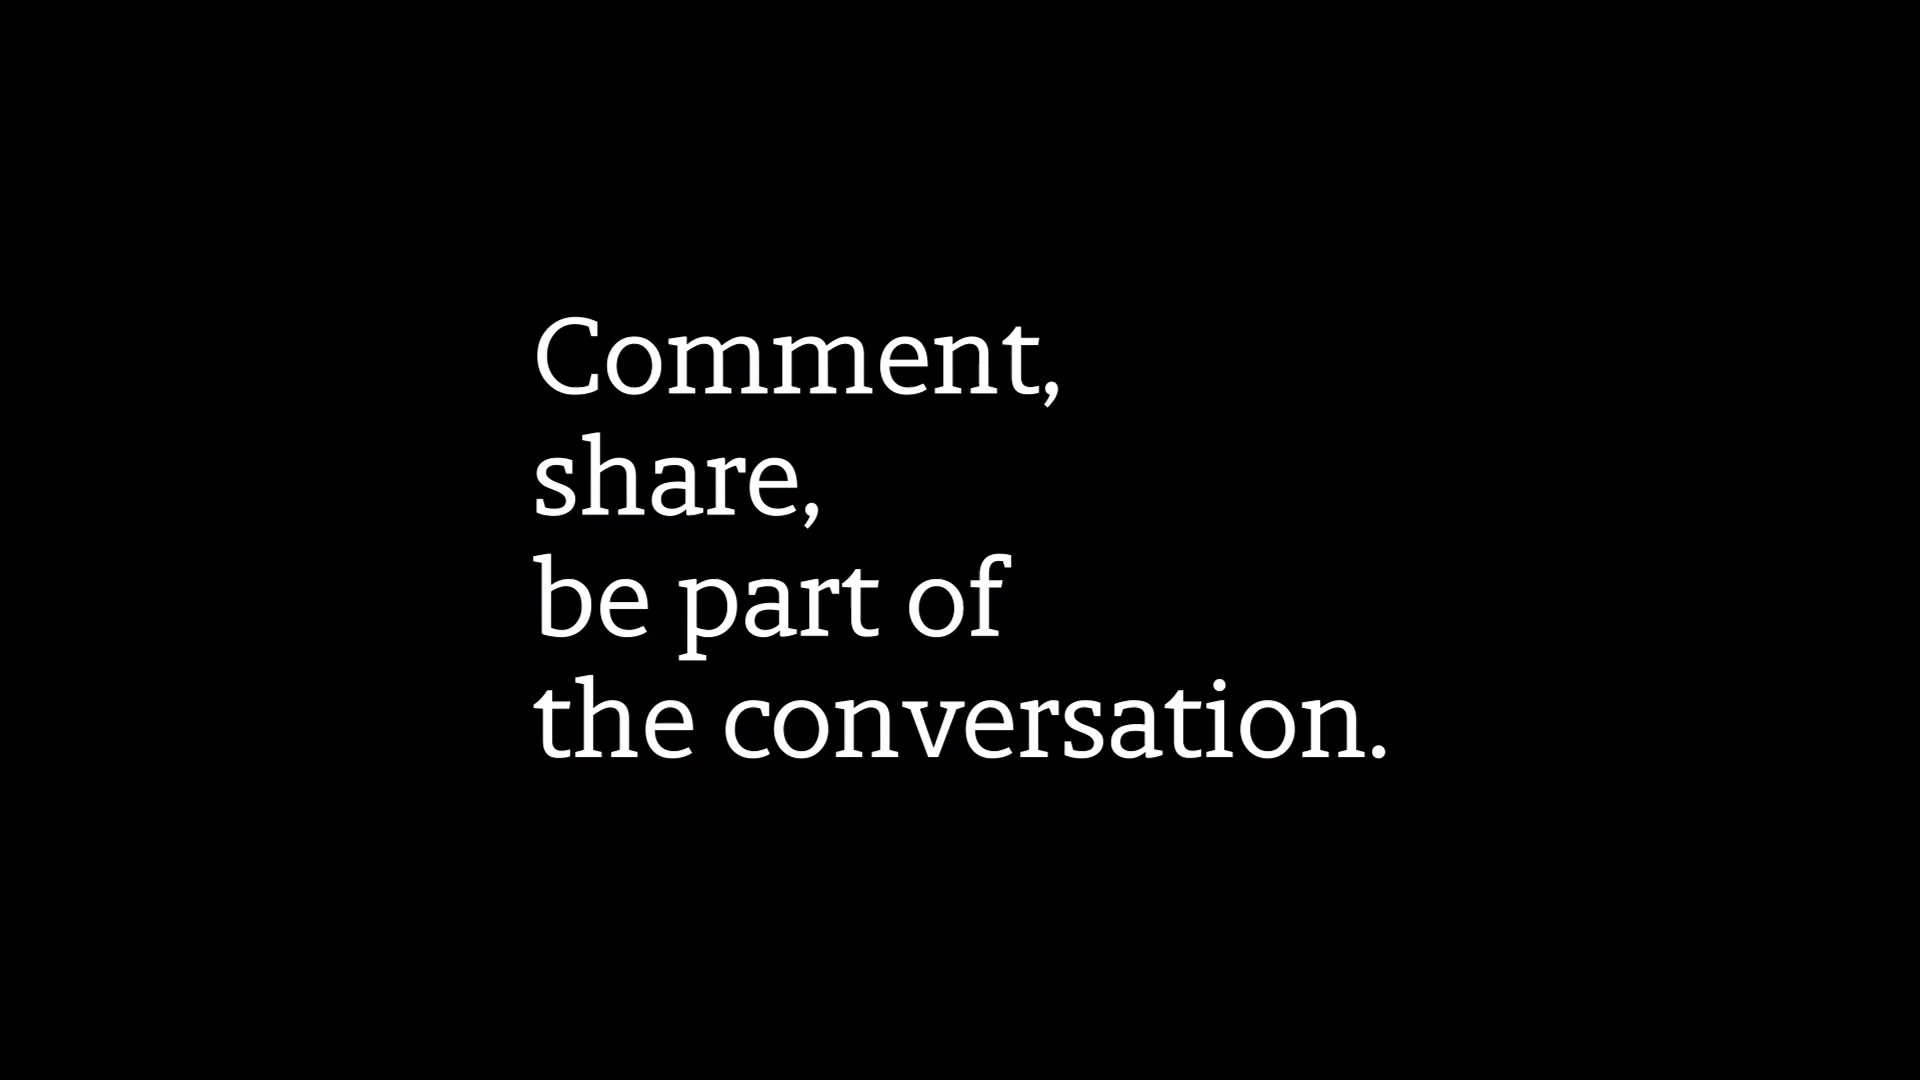 Comment,
share,
be part of
the conversation.